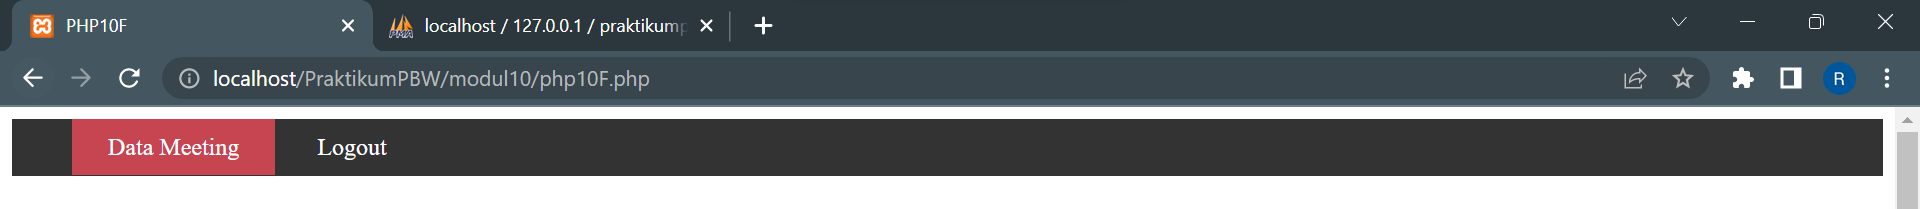 PHP10F
localhost / 127.0.0.1 / praktikump
localhost/PraktikumPBW/modul10/php10F.php
R
Data Meeting
Logout